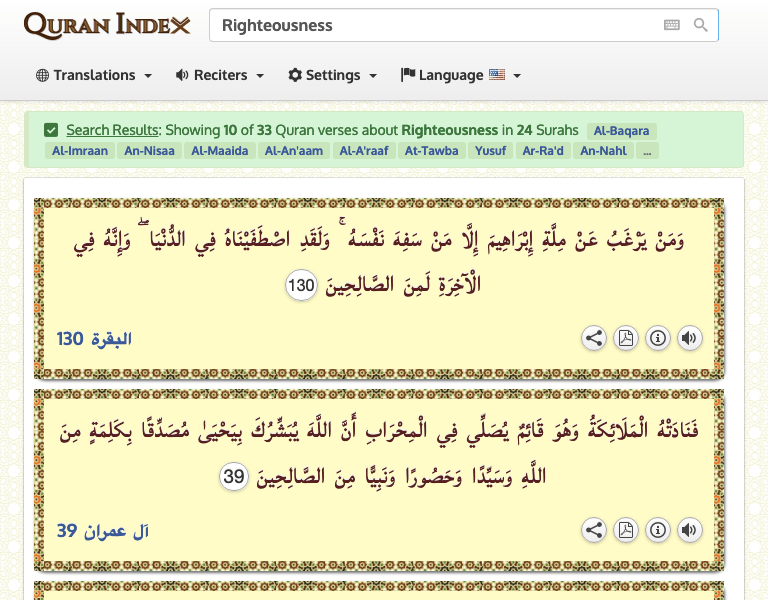 QURAN INDEX
Righteousness
Translations Reciters Settings Language
Search Results: Showing 10 of 33 Quran verses about Righteousness in 24 Surahs Al-Baqara
Al-Imraan An-Nisaa Al-Maaida Al-An'aam Al-A'raaf At-Tawba Yusuf Ar-Ra'd An-Nahl ...
وَمَنْ يَرْغَبُ عَنْ مِلَّةِ إِبْرَاهِيمَ إِلَّا مَنْ سَفِهَ نَفْسَهُ ۚ وَلَقَدِ اصْطَفَيْنَاهُ فِي الدُّنْيَا ۖ وَإِنَّهُ فِي
الْآخِرَةِ لَمِنَ الصَّالِحِينَ 130
البقرة 130
فَنَادَتْهُ الْمَلَائِكَةُ وَهُوَ قَائِمٌ يُصَلِّي فِي الْمِحْرَابِ أَنَّ اللَّهَ يُبَشِّرُكَ بِيَحْيَىٰ مُصَدِّقًا بِكَلِمَةٍ مِنَ
اللَّهِ وَسَيِّدًا وَحَصُورًا وَنَبِيًّا مِنَ الصَّالِحِينَ 39
آل عمران 39